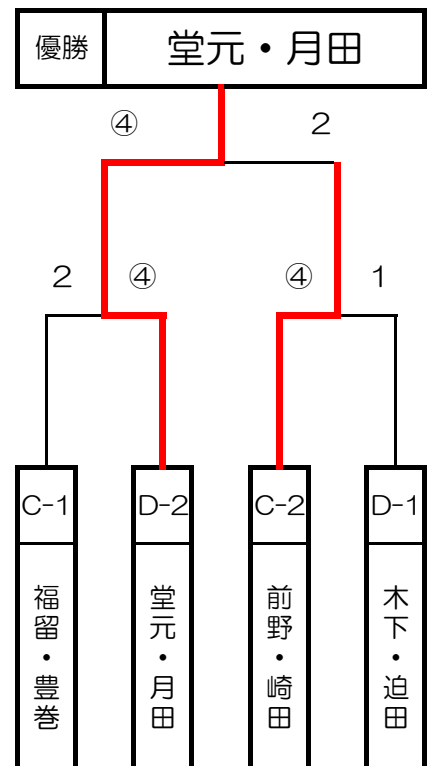 優勝 堂元・月田
④ 2
2 ④ ④ 1
C-1 D-2 C-2 D-1
福留・豊巻
堂元・月田
前野・崎田
木下・迫田